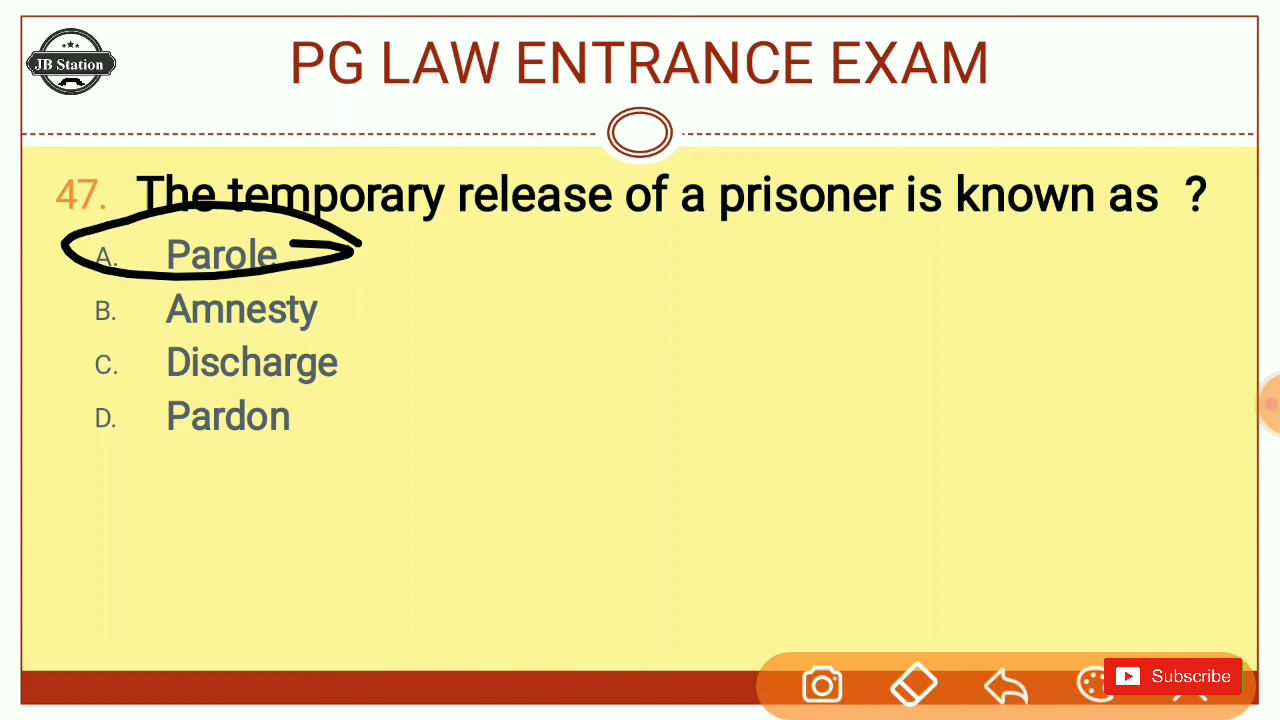 JB Station
PG LAW ENTRANCE EXAM
47. The temporary release of a prisoner is known as ?
A. Parole
B. Amnesty
C. Discharge
D. Pardon
Subscribe